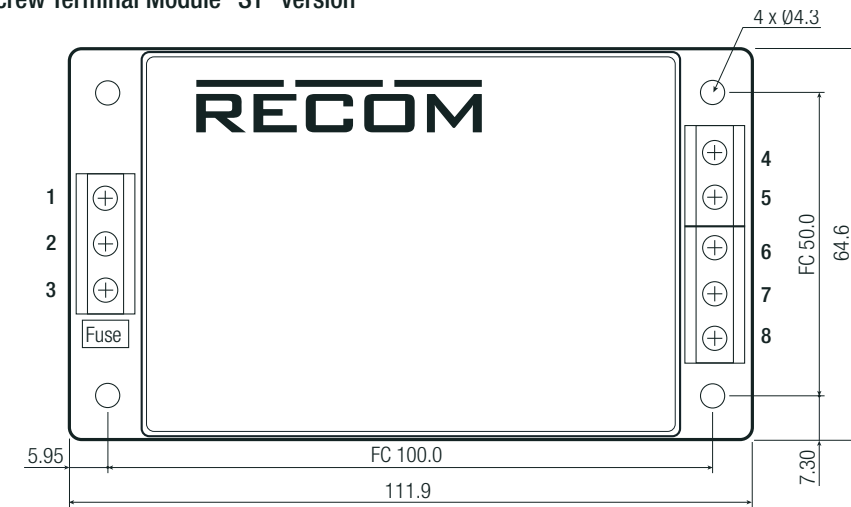 crew Terminal Module "ST" Version
4 x Ø4.3
RECOM
1
2
3
Fuse
4
5
6
7
8
FC 50.0
64.6
5.95
FC 100.0
7.30
111.9